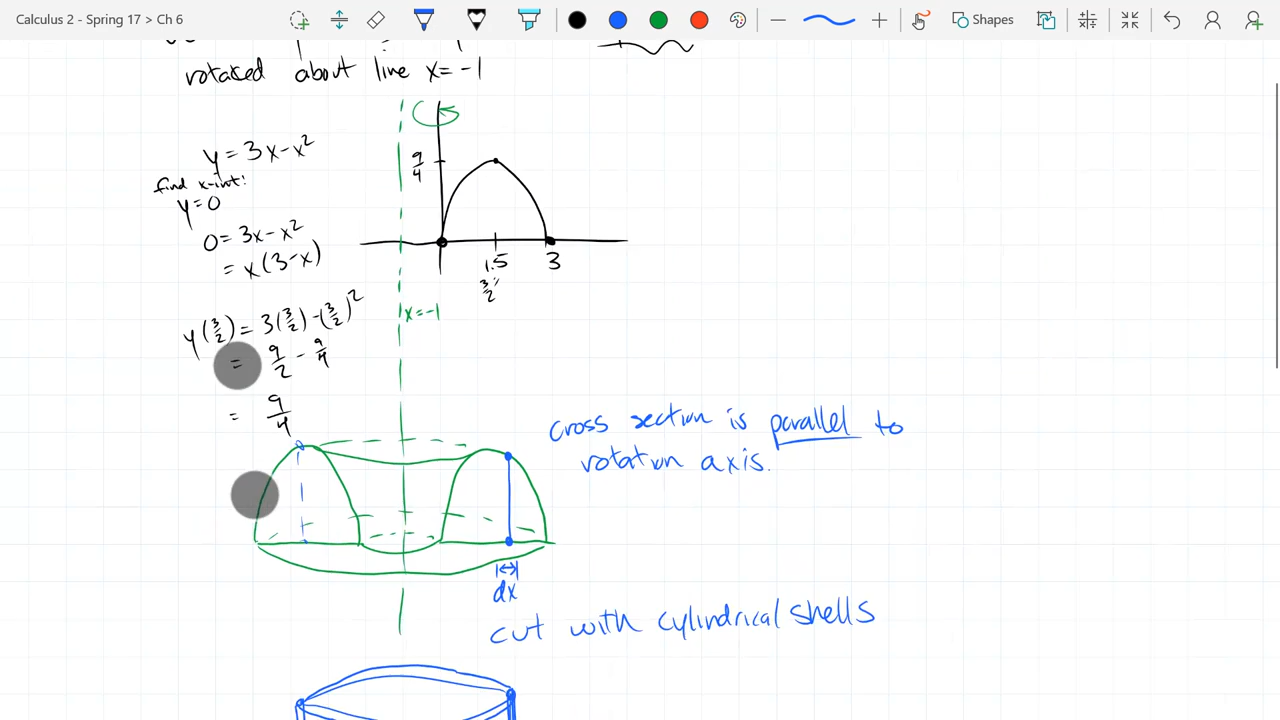 Calculus 2 - Spring 17 > Ch 6
Shapes
rotated about line x=-1
y = 3x-x²
find x-int:
y=0
0= 3x-x²
= x(3-x)
y(3/2) = 3(3/2) -(3/2)²
= 9/2 - 9/4
= 9/4
9/4
1.5
3/2
3
x=-1
cross section is parallel to
rotation axis.
dx
cut with cylindrical shells